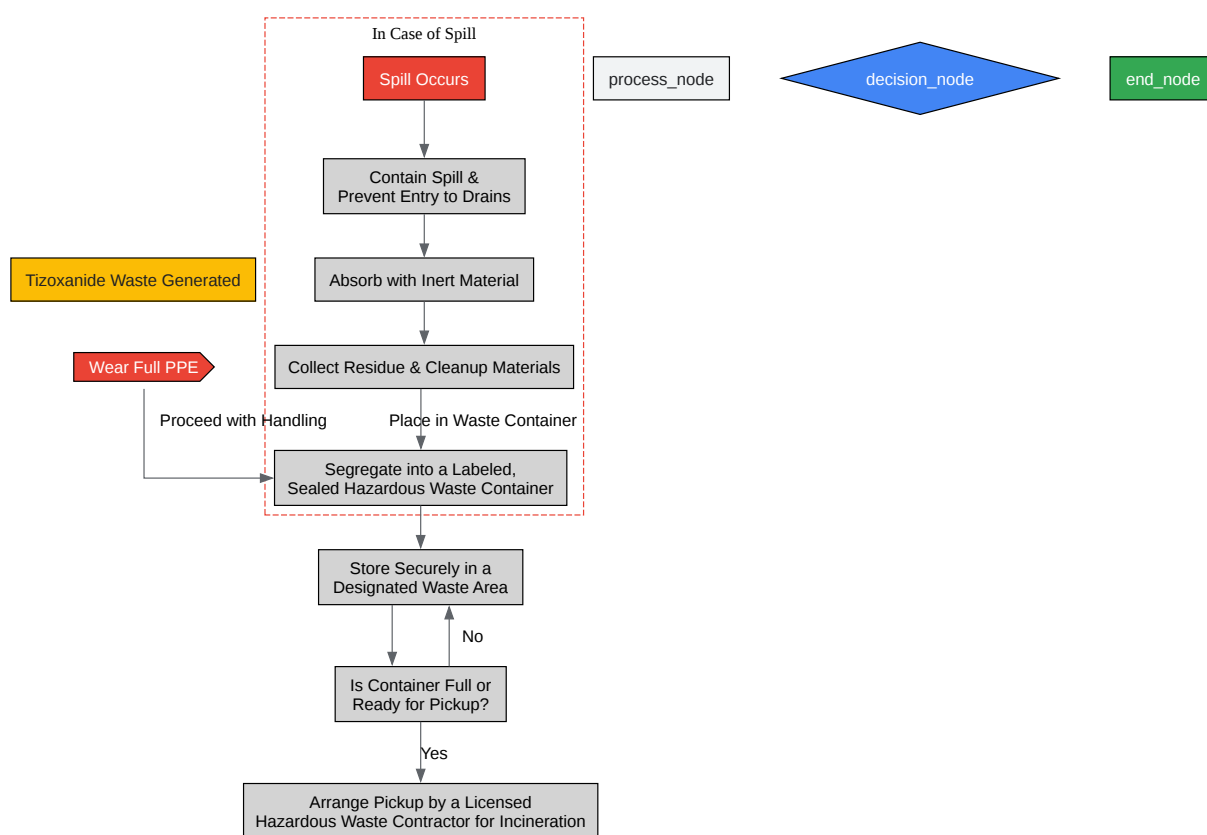 In Case of Spill
Spill Occurs
process_node
decision_node
end_node
Contain Spill &
Prevent Entry to Drains
Tizoxanide Waste Generated
Absorb with Inert Material
Wear Full PPE
Collect Residue & Cleanup Materials
Proceed with Handling
Place in Waste Container
Segregate into a Labeled,
Sealed Hazardous Waste Container
Store Securely in a
Designated Waste Area
No
Is Container Full or
Ready for Pickup?
Yes
Arrange Pickup by a Licensed
Hazardous Waste Contractor for Incineration